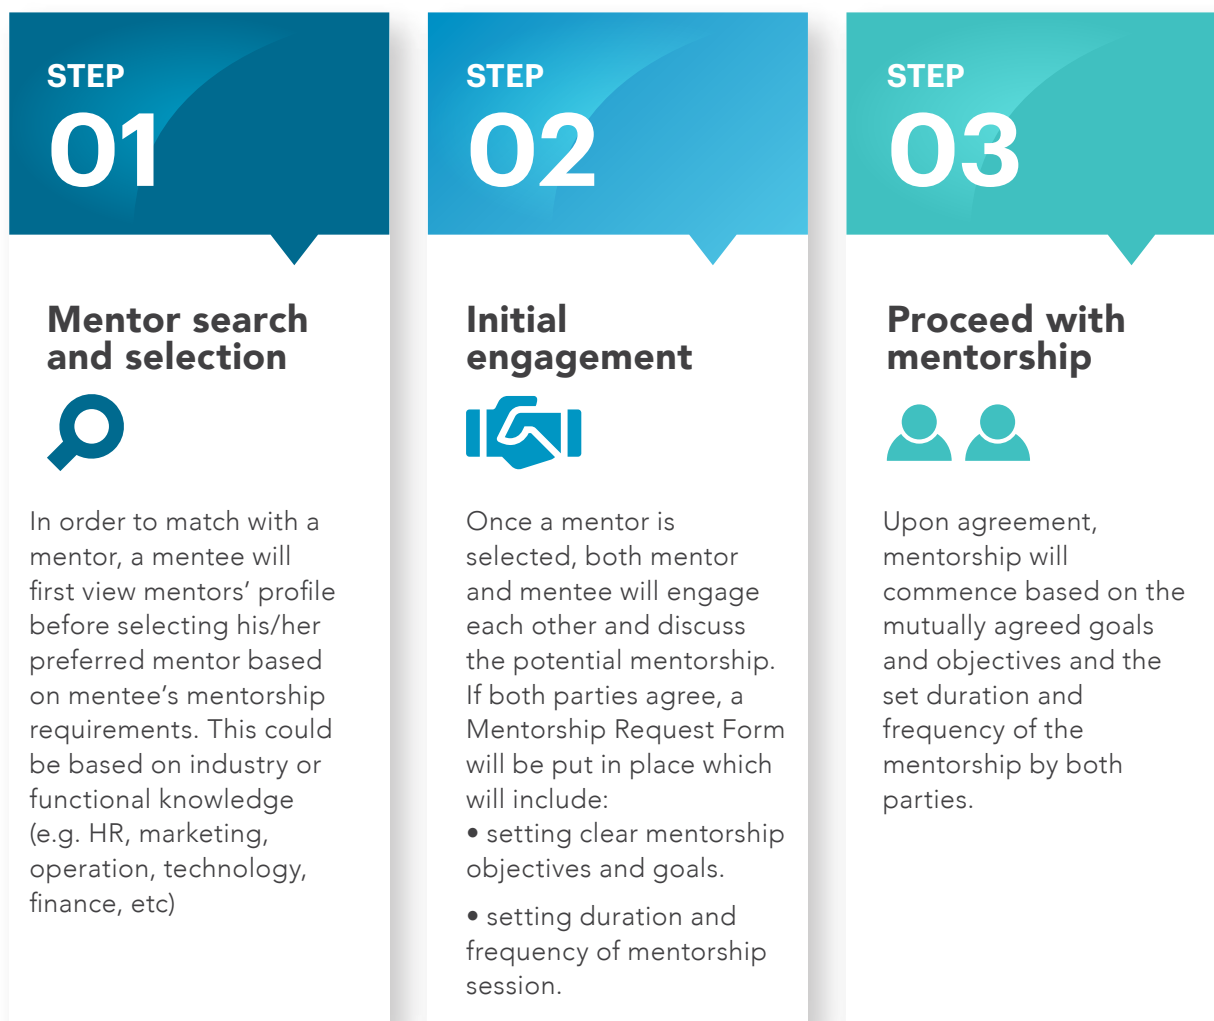 STEP
01
Mentor search
and selection
In order to match with a
mentor, a mentee will
first view mentors’ profile
before selecting his/her
preferred mentor based
on mentee’s mentorship
requirements. This could
be based on industry or
functional knowledge
(e.g. HR, marketing,
operation, technology,
finance, etc)
STEP
02
Initial
engagement
Once a mentor is
selected, both mentor
and mentee will engage
each other and discuss
the potential mentorship.
If both parties agree, a
Mentorship Request Form
will be put in place which
will include:
• setting clear mentorship
objectives and goals.
• setting duration and
frequency of mentorship
session.
STEP
03
Proceed with
mentorship
Upon agreement,
mentorship will
commence based on the
mutually agreed goals
and objectives and the
set duration and
frequency of the
mentorship by both
parties.